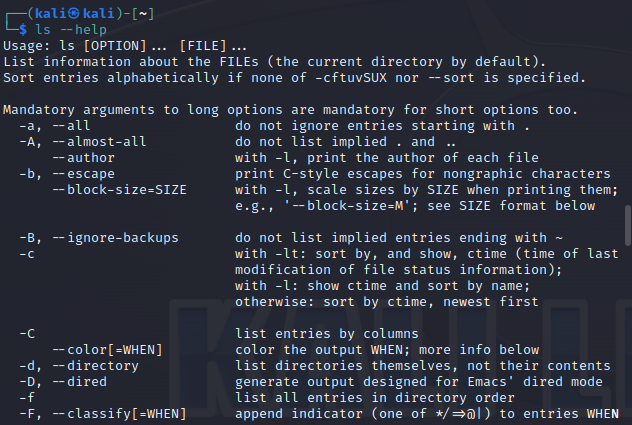 ┌──(kali㉿kali)-[~]
└─$ ls --help
Usage: ls [OPTION]... [FILE]...
List information about the FILEs (the current directory by default).
Sort entries alphabetically if none of -cftuvSUX nor --sort is specified.

Mandatory arguments to long options are mandatory for short options too.
  -a, --all                  do not ignore entries starting with .
  -A, --almost-all           do not list implied . and ..
      --author               with -l, print the author of each file
  -b, --escape               print C-style escapes for nongraphic characters
      --block-size=SIZE      with -l, scale sizes by SIZE when printing them;
                             e.g., '--block-size=M'; see SIZE format below

  -B, --ignore-backups       do not list implied entries ending with ~
  -c                         with -lt: sort by, and show, ctime (time of last
                             modification of file status information);
                             with -l: show ctime and sort by name;
                             otherwise: sort by ctime, newest first

  -C                         list entries by columns
      --color[=WHEN]         color the output WHEN; more info below
  -d, --directory            list directories themselves, not their contents
  -D, --dired                generate output designed for Emacs' dired mode
  -f                         list all entries in directory order
  -F, --classify[=WHEN]      append indicator (one of */=>@|) to entries WHEN